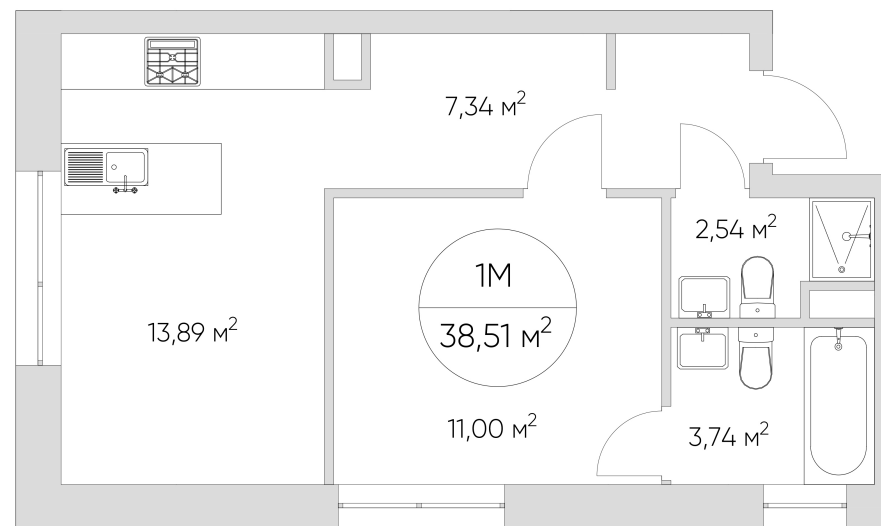 7,34 м²
2,54 м²
1М
38,51 м²
13,89 м²
11,00 м²
3,74 м²